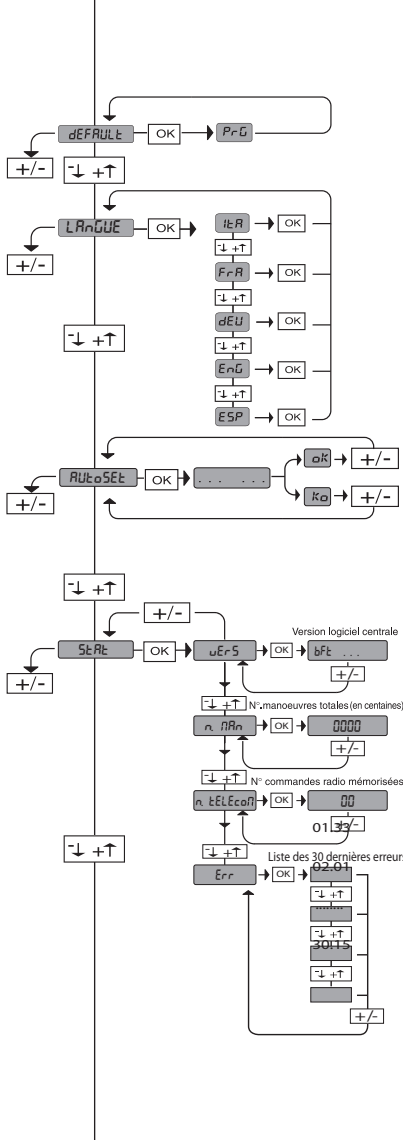 dEFAULt OK PrG
+/- -↓ +↑
LAnGUE OK ItA OK
-↓ +↑
+/-
FrA OK
-↓ +↑
dEU OK
-↓ +↑
-↓ +↑
EnG OK
-↓ +↑
ESP OK
AUtoSEt OK ... ... oK +/-
+/-
Ko +/-
-↓ +↑
+/-
Version logiciel centrale
StAt OK vErS OK bFt ...
+/-
+/-
-↓ +↑ N° manoeuvres totales (en centaines)
n. MAn OK 0000
+/-
-↓ +↑
N° commandes radio mémorisées
n. tELEcoM OK 00
01.33 +/-
-↓ +↑
-↓ +↑
Liste des 30 dernières erreur
02.01
Err OK
-↓ +↑
........
-↓ +↑
30.15
-↓ +↑
+/-